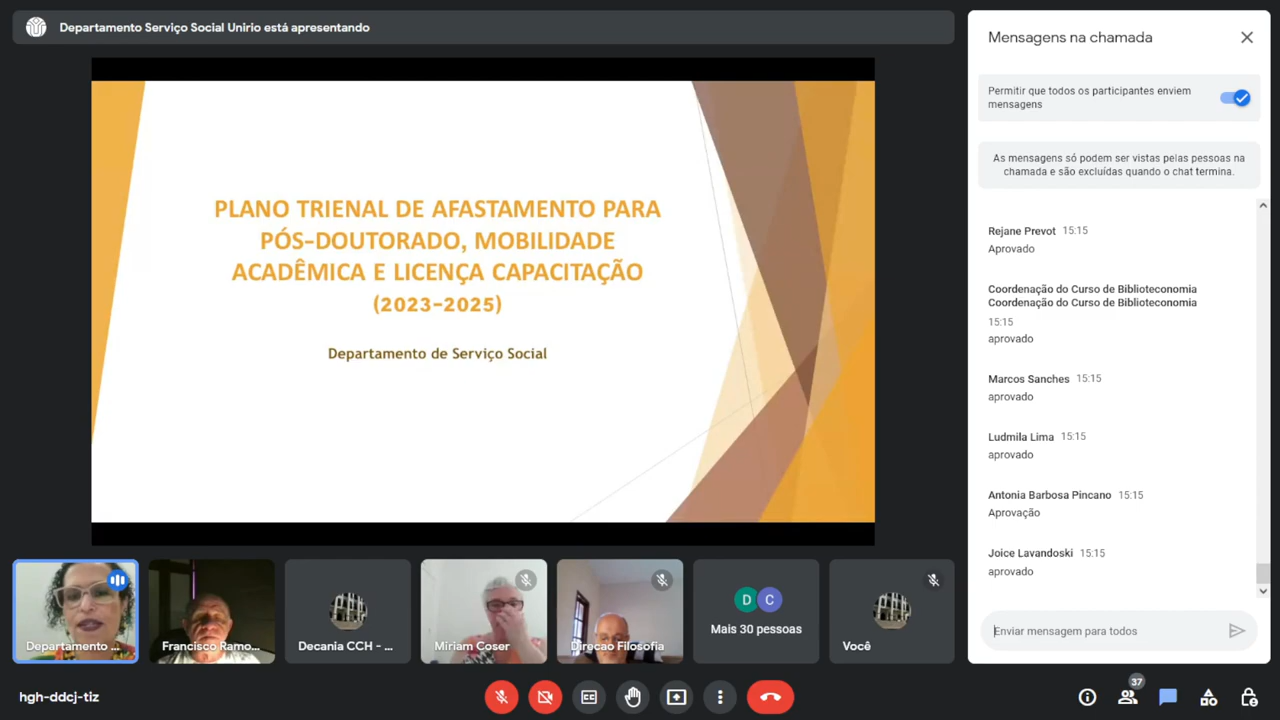 Departamento Serviço Social Unirio está apresentando
PLANO TRIENAL DE AFASTAMENTO PARA
PÓS-DOUTORADO, MOBILIDADE
ACADÊMICA E LICENÇA CAPACITAÇÃO
(2023-2025)
Departamento de Serviço Social
Departamento ...
Francisco Ramo...
Decania CCH - ...
Míriam Coser
Direcao Filosofia
D
C
Mais 30 pessoas
Você
hgh-ddcj-tiz
37
Mensagens na chamada
Permitir que todos os participantes enviem
mensagens
As mensagens só podem ser vistas pelas pessoas na
chamada e são excluídas quando o chat termina.
Rejane Prevot 15:15
Aprovado
Coordenação do Curso de Biblioteconomia
Coordenação do Curso de Biblioteconomia
15:15
aprovado
Marcos Sanches 15:15
aprovado
Ludmila Lima 15:15
aprovado
Antonia Barbosa Pincano 15:15
Aprovação
Joice Lavandoski 15:15
aprovado
Enviar mensagem para todos